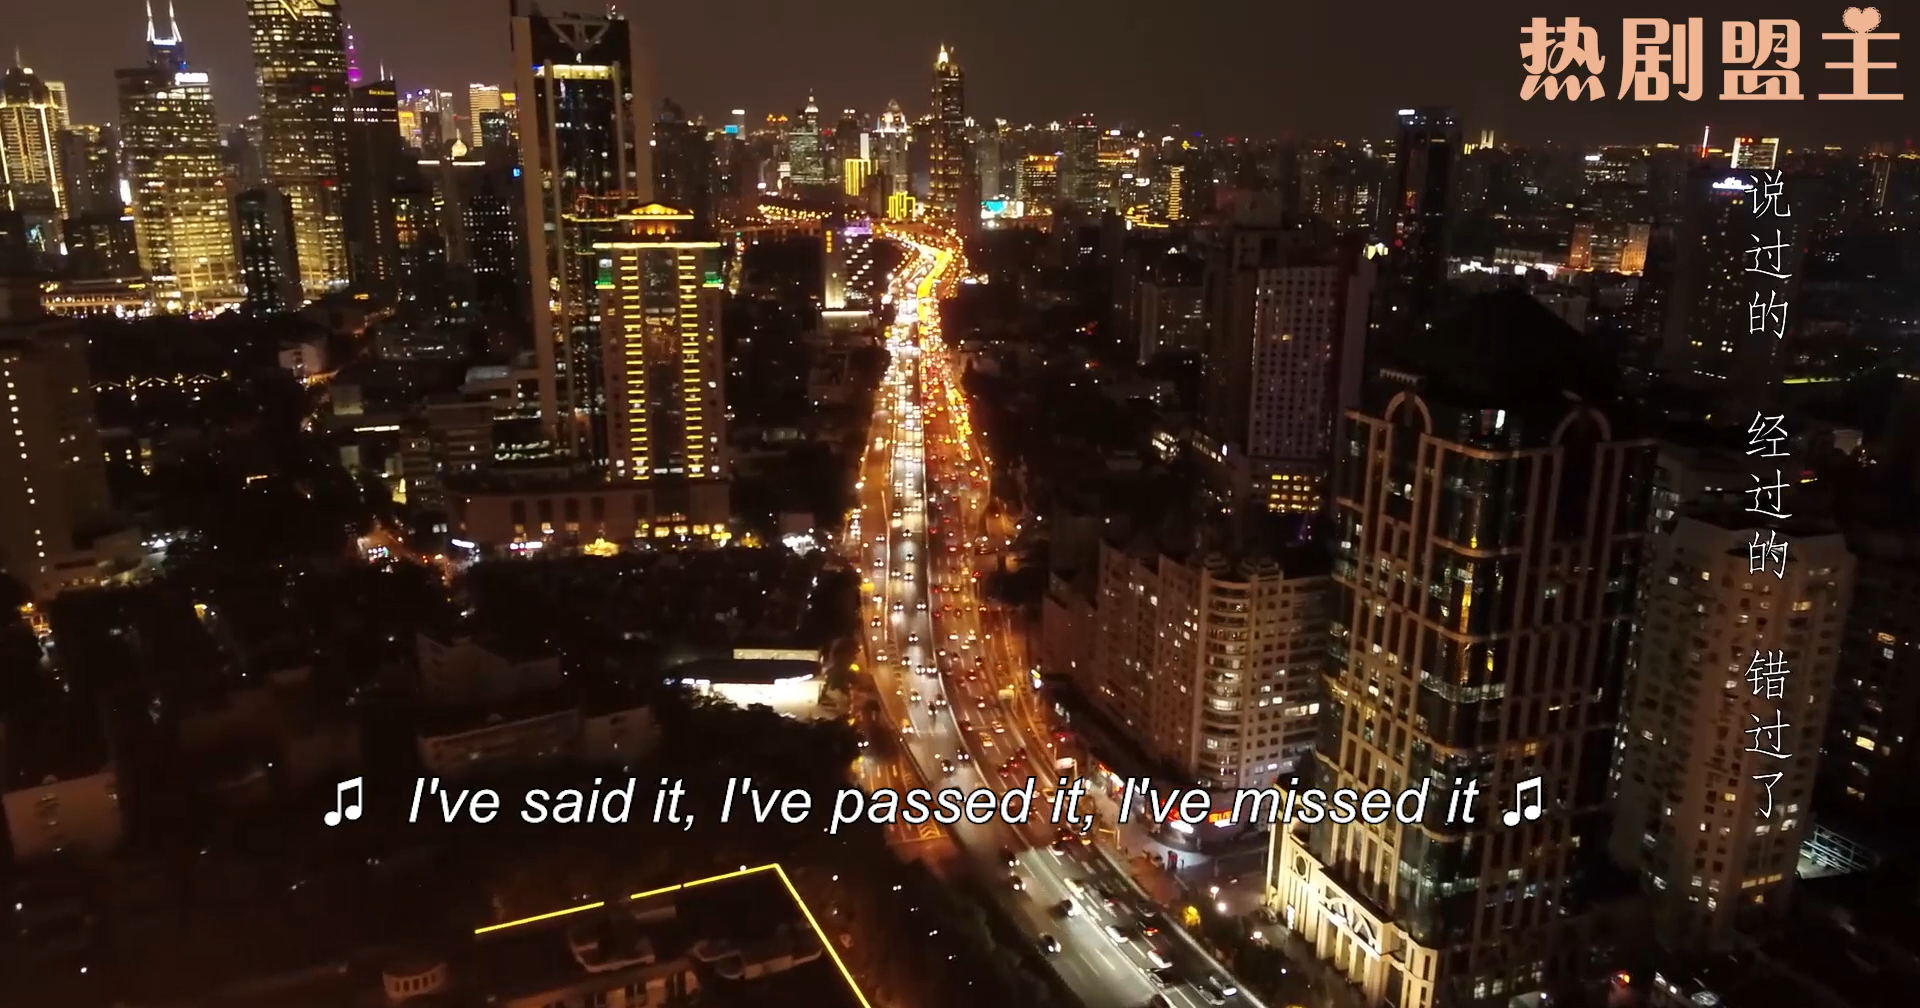 热剧盟主
说过的 经过的 错过了
♫ I've said it, I've passed it, I've missed it ♫